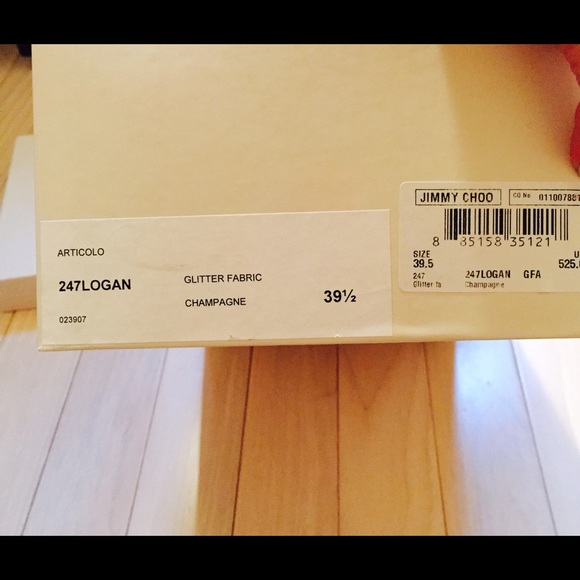 ARTICOLO
247LOGAN
GLITTER FABRIC
CHAMPAGNE
39½
023907
JIMMY CHOO
CO No
8 85158 35121
SIZE
39.5
247 247LOGAN GFA
Glitter fa Champagne